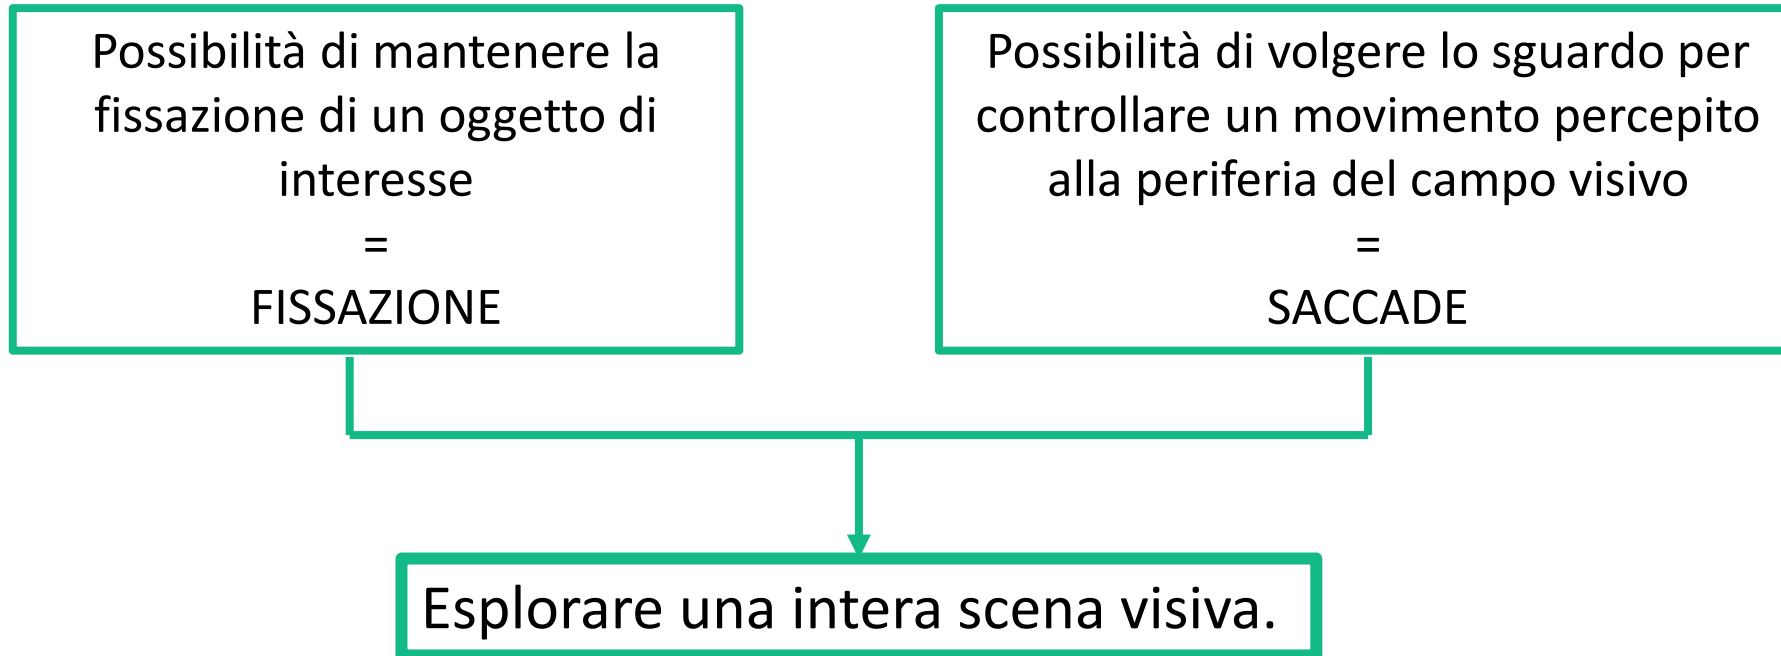 Possibilità di mantenere la
fissazione di un oggetto di
interesse
=
FISSAZIONE
Possibilità di volgere lo sguardo per
controllare un movimento percepito
alla periferia del campo visivo
=
SACCADE
Esplorare una intera scena visiva.